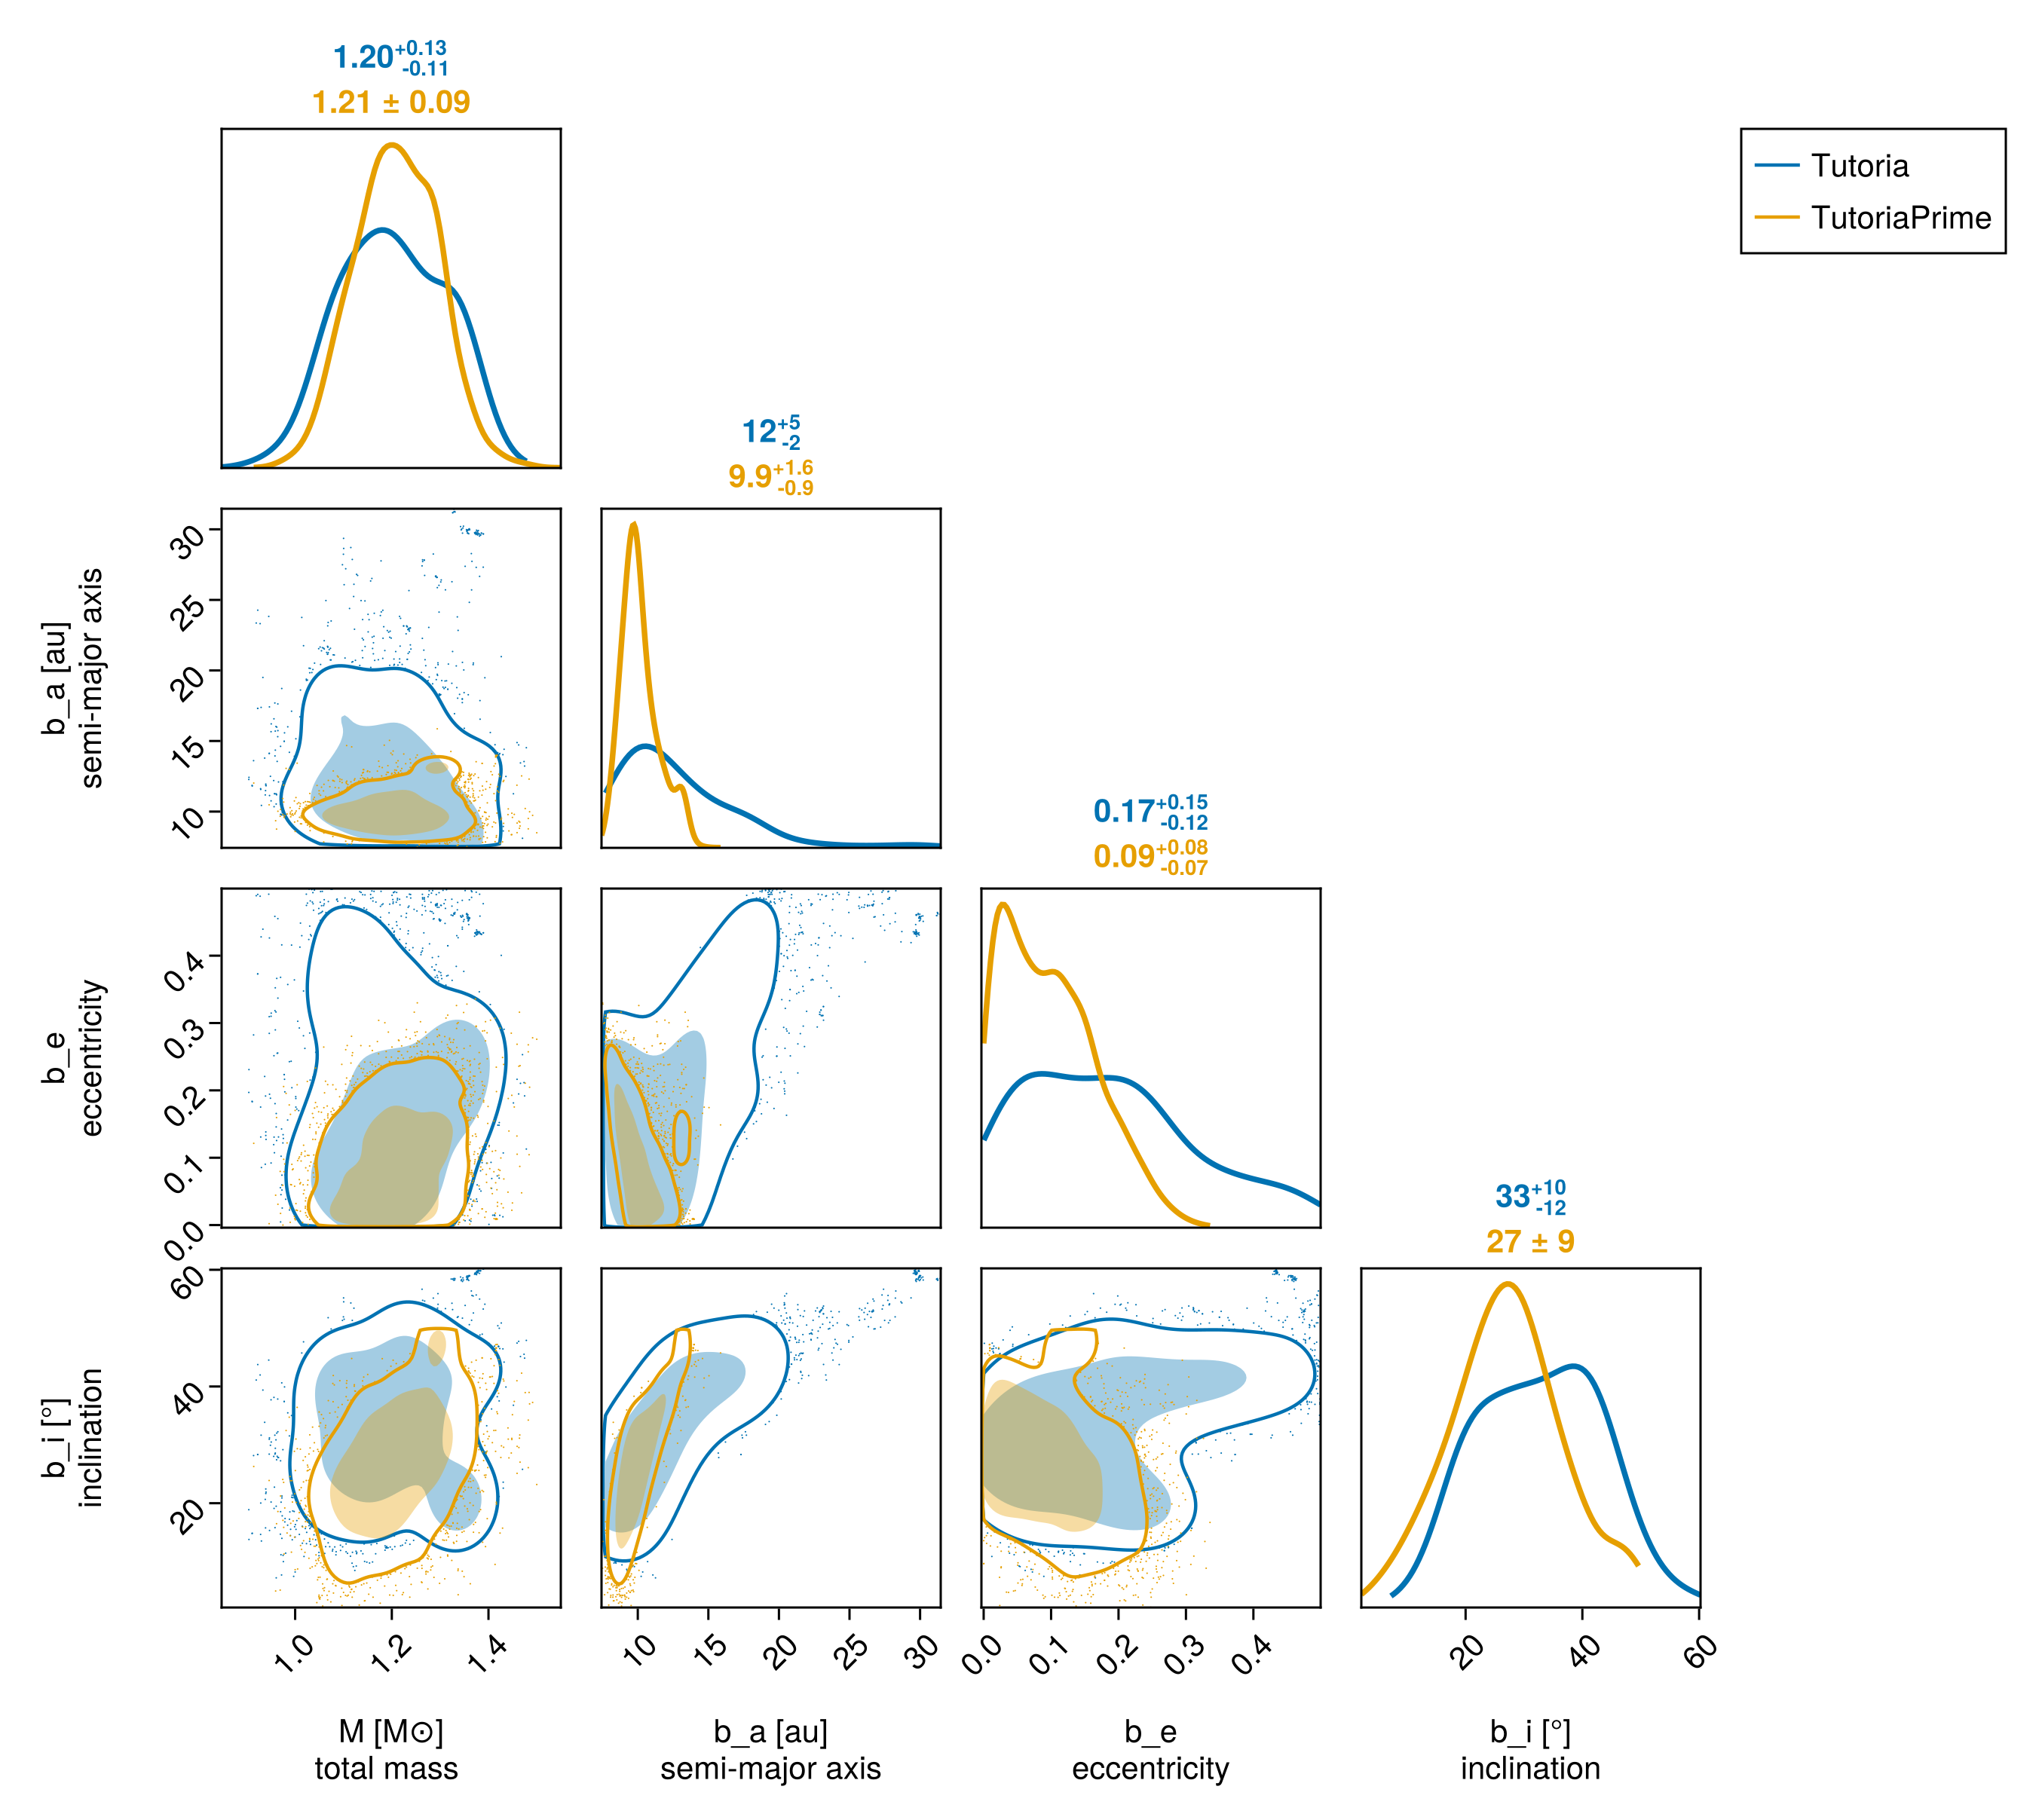 1.20+0.13-0.11
1.21 ± 0.09
Tutoria
TutoriaPrime
12+5-2
9.9+1.6-0.9
30
25
20
15
10
b_a [au]
semi-major axis
0.17+0.15-0.12
0.09+0.08-0.07
0.4
0.3
0.2
0.1
0.0
b_e
eccentricity
33+10-12
27 ± 9
60
40
20
b_i [°]
inclination
1.0 1.2 1.4
10 15 20 25 30
0.0 0.1 0.2 0.3 0.4
20 40 60
M [M⊙]
total mass
b_a [au]
semi-major axis
b_e
eccentricity
b_i [°]
inclination